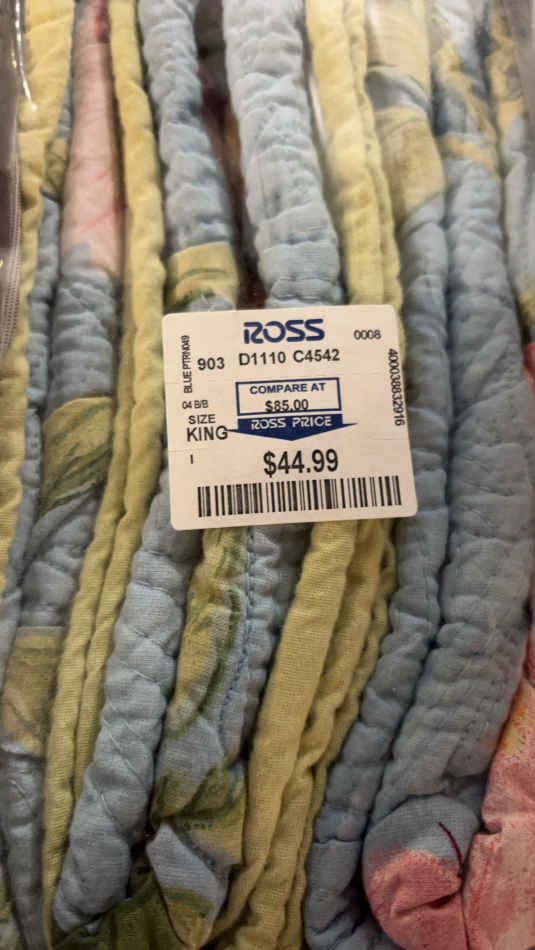 ROSS
0008
903 D1110 C4542
BLUE PTRN049
400038832916
COMPARE AT
$85.00
ROSS PRICE
04 B/B
SIZE
KING
I
$44.99